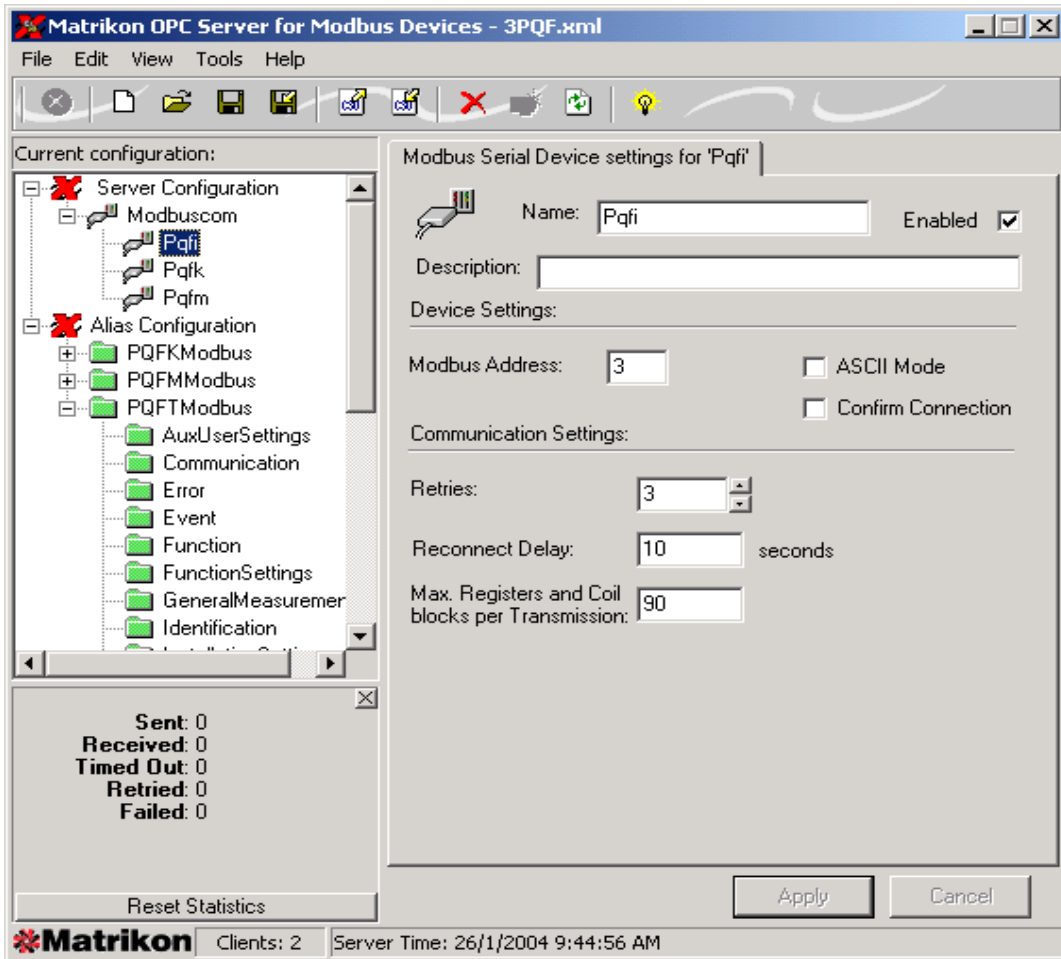 Matrikon OPC Server for Modbus Devices - 3PQF.xml
File Edit View Tools Help
Current configuration:
Server Configuration
Modbuscom
Pqfi
Pqfk
Pqfm
Alias Configuration
PQFKModbus
PQFMModbus
PQFTModbus
AuxUserSettings
Communication
Error
Event
Function
FunctionSettings
GeneralMeasuremen
Identification
Sent: 0
Received: 0
Timed Out: 0
Retried: 0
Failed: 0
Reset Statistics
Modbus Serial Device settings for 'Pqfi'
Name: Pqfi Enabled
Description:
Device Settings:
Modbus Address: 3 ASCII Mode
Confirm Connection
Communication Settings:
Retries: 3
Reconnect Delay: 10 seconds
Max. Registers and Coil
blocks per Transmission: 90
Apply Cancel
Matrikon Clients: 2 Server Time: 26/1/2004 9:44:56 AM